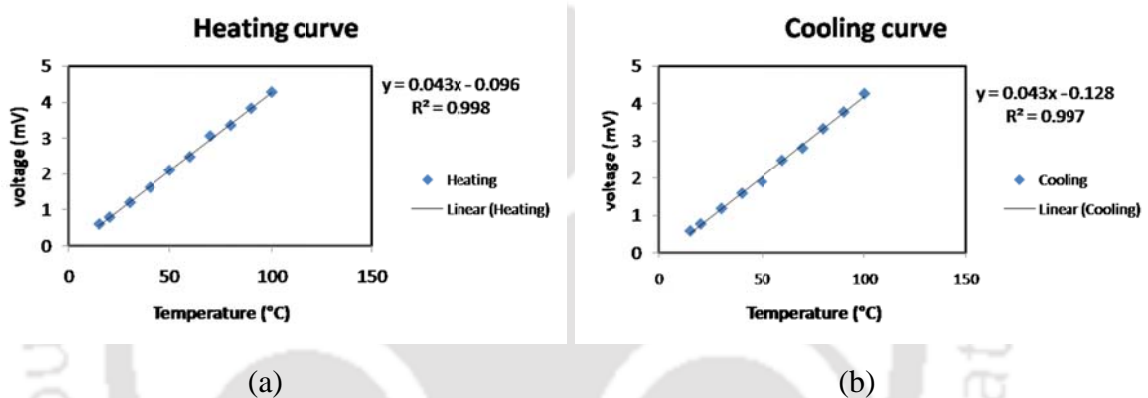 Heating curve
5
4
3
2
1
0
voltage (mV)
0 50 100 150
Temperature (°C)
y = 0.043x - 0.096
R² = 0.998
Heating
Linear (Heating)
(a)
Cooling curve
5
4
3
2
1
0
voltage (mV)
0 50 100 150
Temperature (°C)
y = 0.043x -0.128
R² = 0.997
Cooling
Linear (Cooling)
(b)